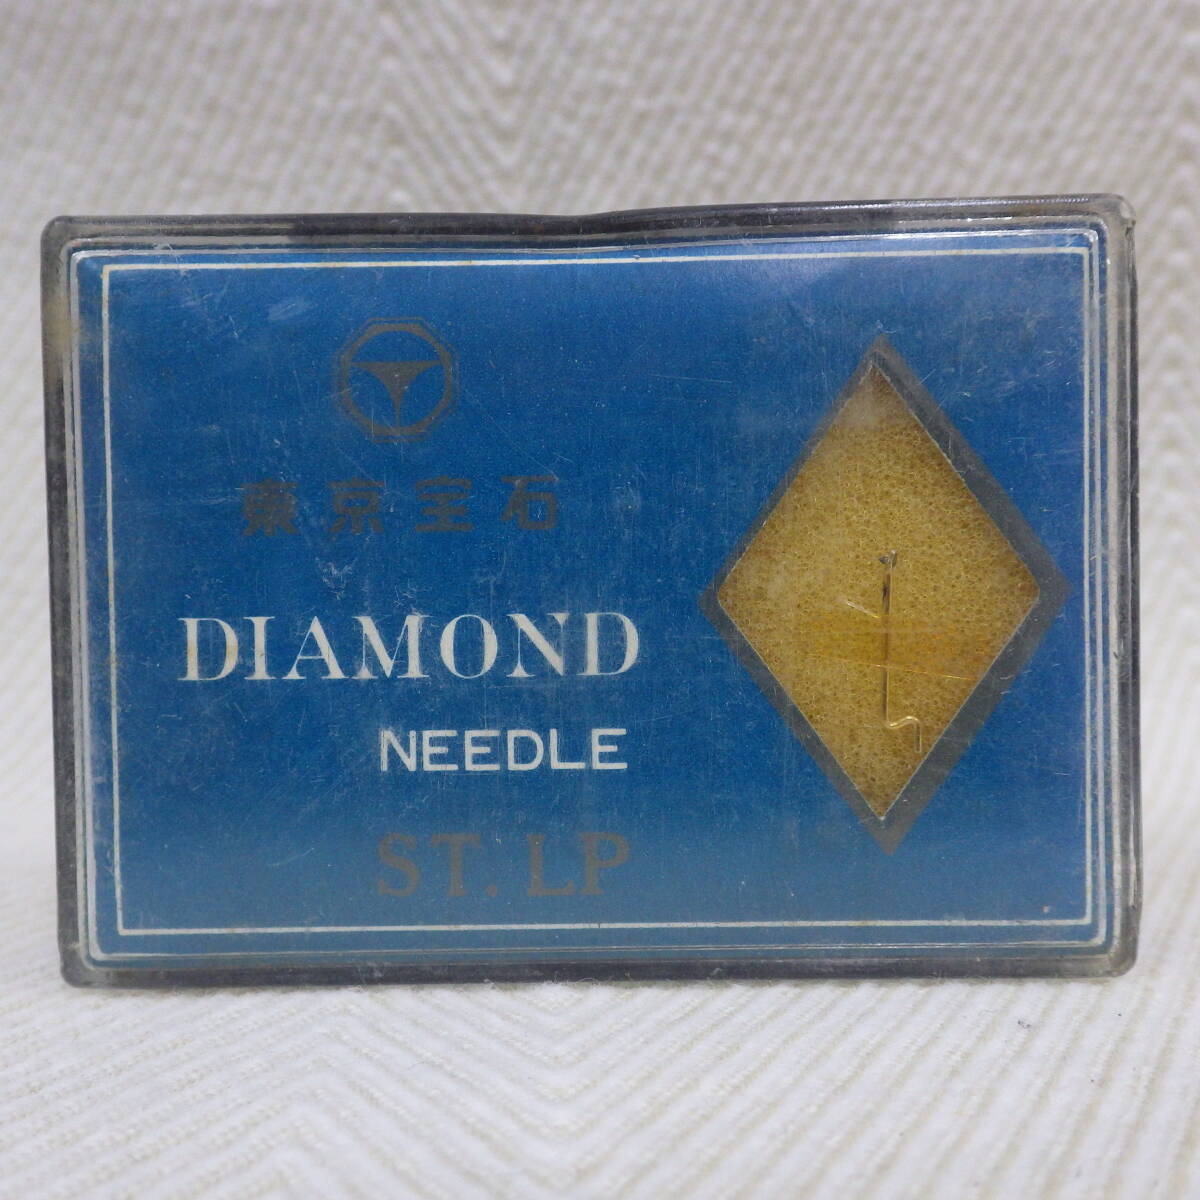 東京宝石
DIAMOND
NEEDLE
ST. LP